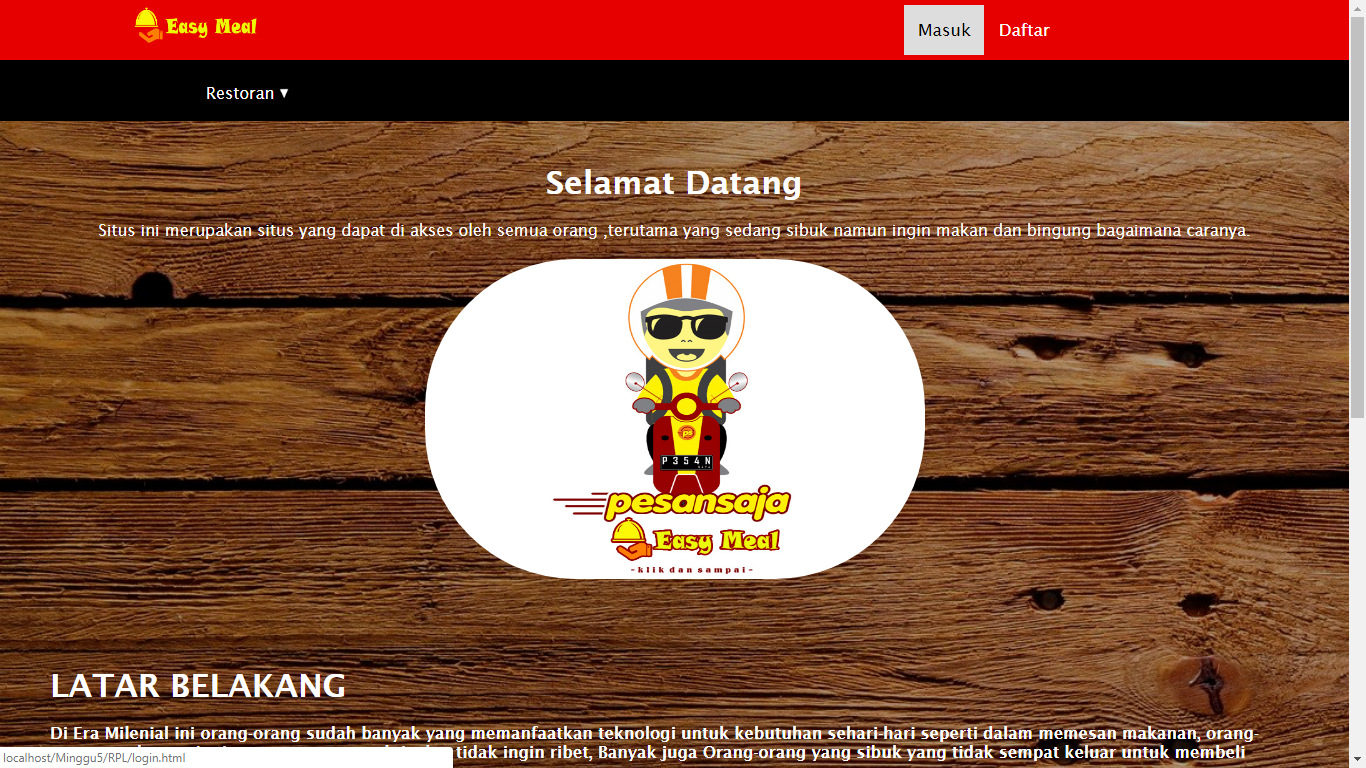 Easy Meal
Masuk
Daftar
Restoran ▾
Selamat Datang
Situs ini merupakan situs yang dapat di akses oleh semua orang ,terutama yang sedang sibuk namun ingin makan dan bingung bagaimana caranya.
P 3 5 4 N
pesansaja
Easy Meal
-klik dan sampai-
LATAR BELAKANG
Di Era Milenial ini orang-orang sudah banyak yang memanfaatkan teknologi untuk kebutuhan sehari-hari seperti dalam memesan makanan, orang-
tidak ingin ribet, Banyak juga Orang-orang yang sibuk yang tidak sempat keluar untuk membeli
localhost/Minggu5/RPL/login.html